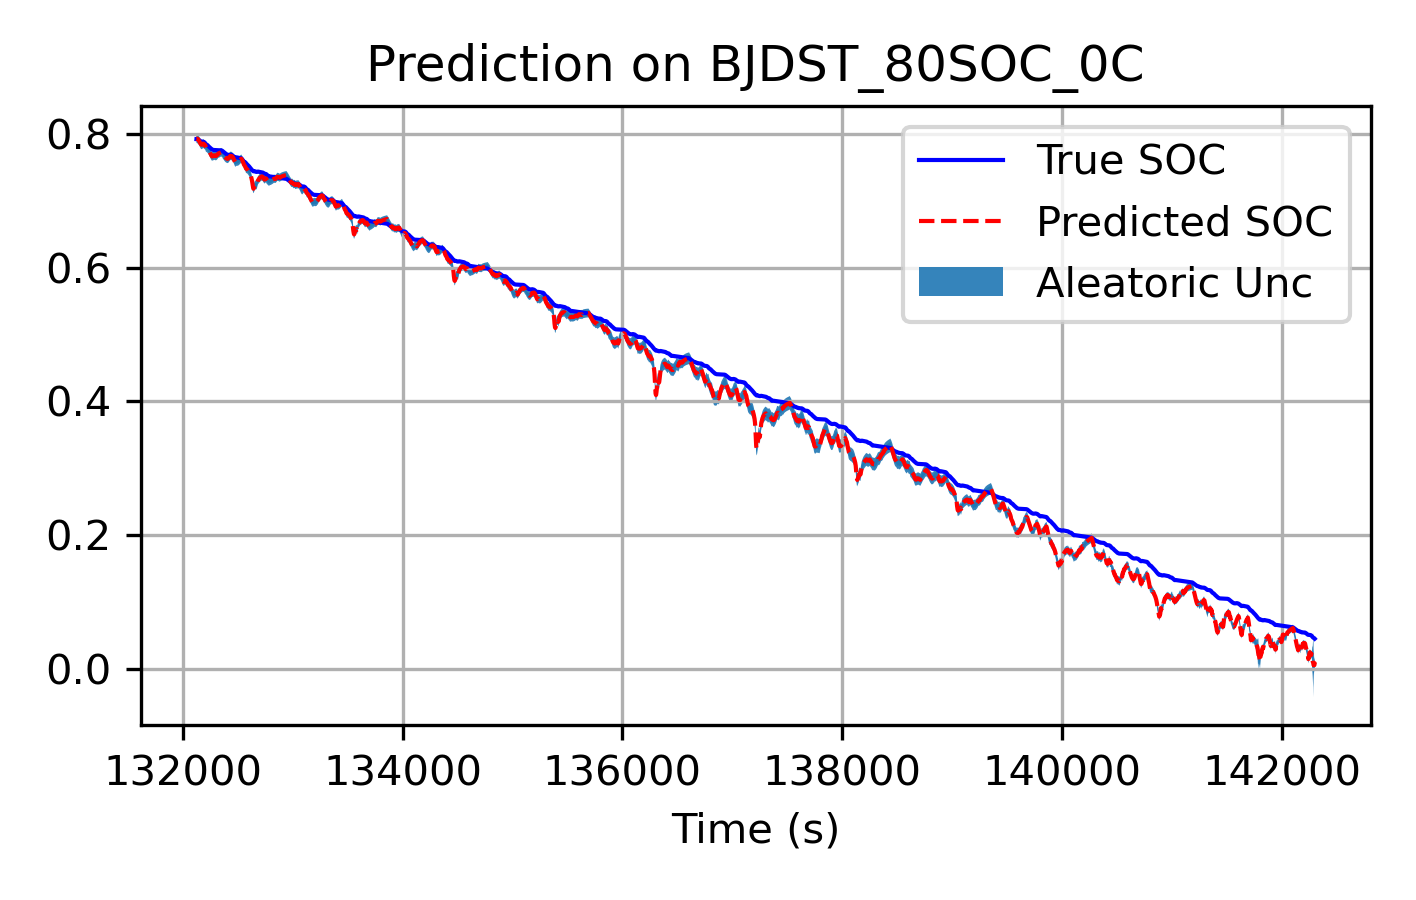 Prediction on BJDST_80SOC_0C
True SOC
Predicted SOC
Aleatoric Unc
0.8
0.6
0.4
0.2
0.0
132000 134000 136000 138000 140000 142000
Time (s)